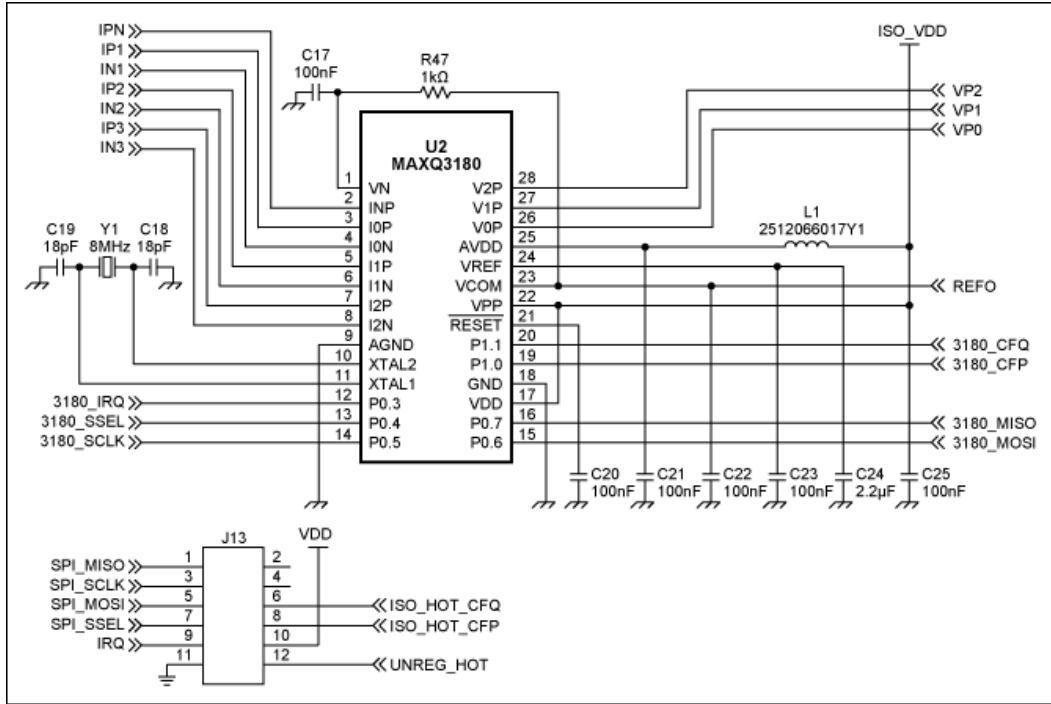 IPN
IP1
IN1
IP2
IN2
IP3
IN3
C17
100nF
R47
1kΩ
ISO_VDD
VP2
VP1
VP0
U2
MAXQ3180
1 VN V2P 28
2 INP V1P 27
3 I0P V0P 26
4 I0N AVDD 25
5 I1P VREF 24
6 I1N VCOM 23
7 I2P VPP 22
8 I2N RESET 21
9 AGND P1.1 20
10 XTAL2 P1.0 19
11 XTAL1 GND 18
12 P0.3 VDD 17
13 P0.4 P0.7 16
14 P0.5 P0.6 15
L1
2512066017Y1
C19
18pF
Y1
8MHz
C18
18pF
REFO
3180_CFQ
3180_CFP
3180_IRQ
3180_SSEL
3180_SCLK
3180_MISO
3180_MOSI
C20
100nF
C21
100nF
C22
100nF
C23
100nF
C24
2.2µF
C25
100nF
J13
VDD
SPI_MISO 1 2
SPI_SCLK 3 4
SPI_MOSI 5 6 ISO_HOT_CFQ
SPI_SSEL 7 8 ISO_HOT_CFP
IRQ 9 10
11 12 UNREG_HOT